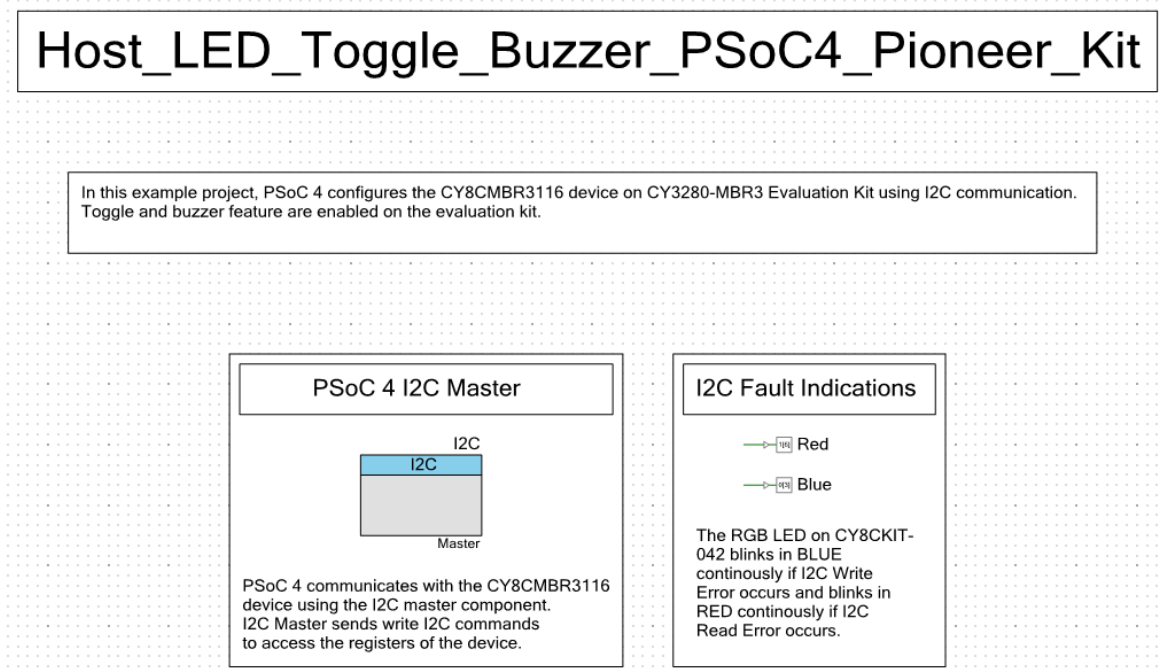 Host_LED_Toggle_Buzzer_PSoC4_Pioneer_Kit
In this example project, PSoC 4 configures the CY8CMBR3116 device on CY3280-MBR3 Evaluation Kit using I2C communication.
Toggle and buzzer feature are enabled on the evaluation kit.
PSoC 4 I2C Master
I2C
I2C
Master
PSoC 4 communicates with the CY8CMBR3116
device using the I2C master component.
I2C Master sends write I2C commands
to access the registers of the device.
I2C Fault Indications
1[6] Red
0[3] Blue
The RGB LED on CY8CKIT-
042 blinks in BLUE
continously if I2C Write
Error occurs and blinks in
RED continously if I2C
Read Error occurs.